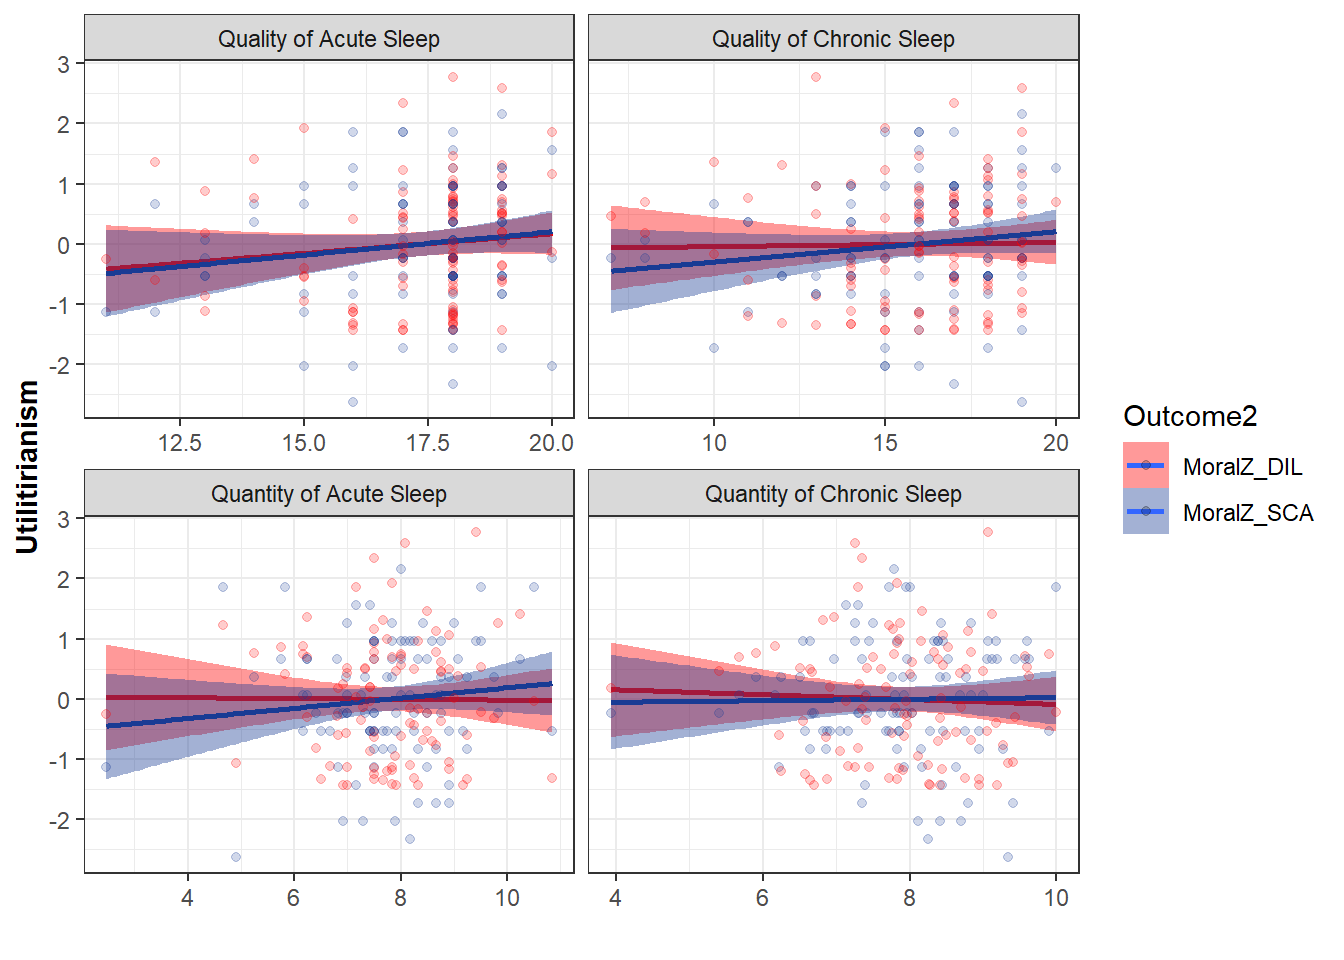 Quality of Acute Sleep
Quality of Chronic Sleep
3
2
1
0
-1
-2
12.5 15.0 17.5 20.0
10 15 20
Utilitirianism
Quantity of Acute Sleep
Quantity of Chronic Sleep
3
2
1
0
-1
-2
4 6 8 10
4 6 8 10
Outcome2
MoralZ_DIL
MoralZ_SCA